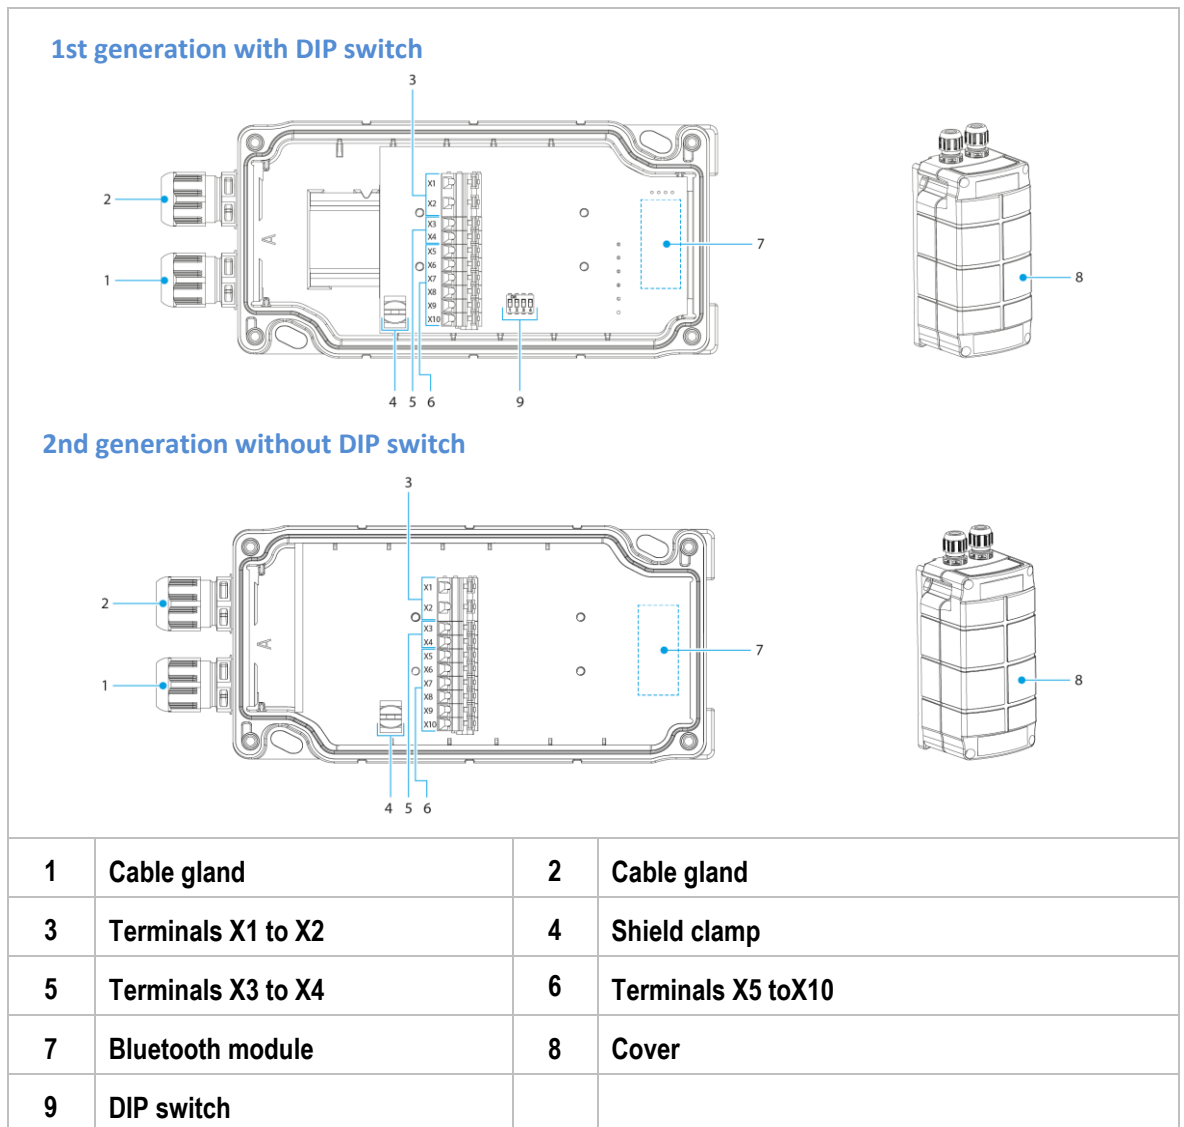 1st generation with DIP switch
3
X1
X2
X3
X4
X5
X6
X7
X8
X9
X10
A
2
1
7
8
4 5 6 9
2nd generation without DIP switch
3
X1
X2
X3
X4
X5
X6
X7
X8
X9
X10
A
2
1
7
8
4 5 6
1 Cable gland 2 Cable gland
3 Terminals X1 to X2 4 Shield clamp
5 Terminals X3 to X4 6 Terminals X5 toX10
7 Bluetooth module 8 Cover
9 DIP switch